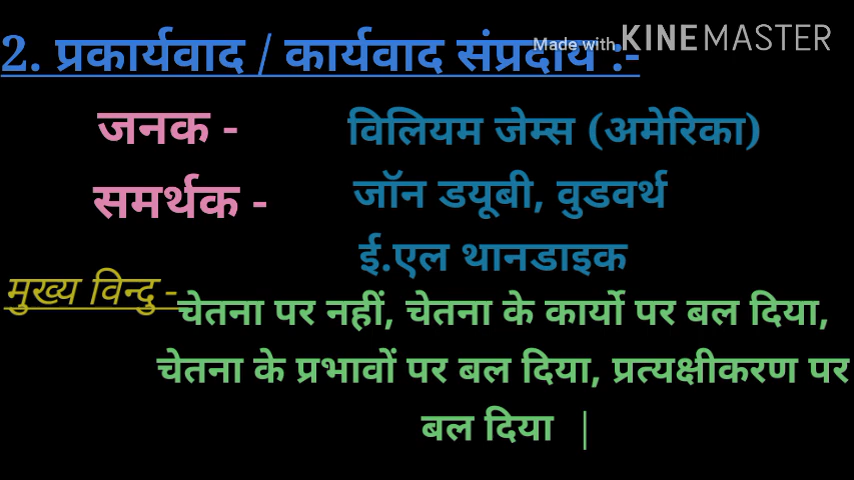 Made with KINEMASTER
2. प्रकार्यवाद / कार्यवाद संप्रदाय :-
जनक - विलियम जेम्स (अमेरिका)
समर्थक - जॉन डयूबी, वुडवर्थ
ई.एल थानडाइक
मुख्य विन्दु -
चेतना पर नहीं, चेतना के कार्यो पर बल दिया,
चेतना के प्रभावों पर बल दिया, प्रत्यक्षीकरण पर
बल दिया |